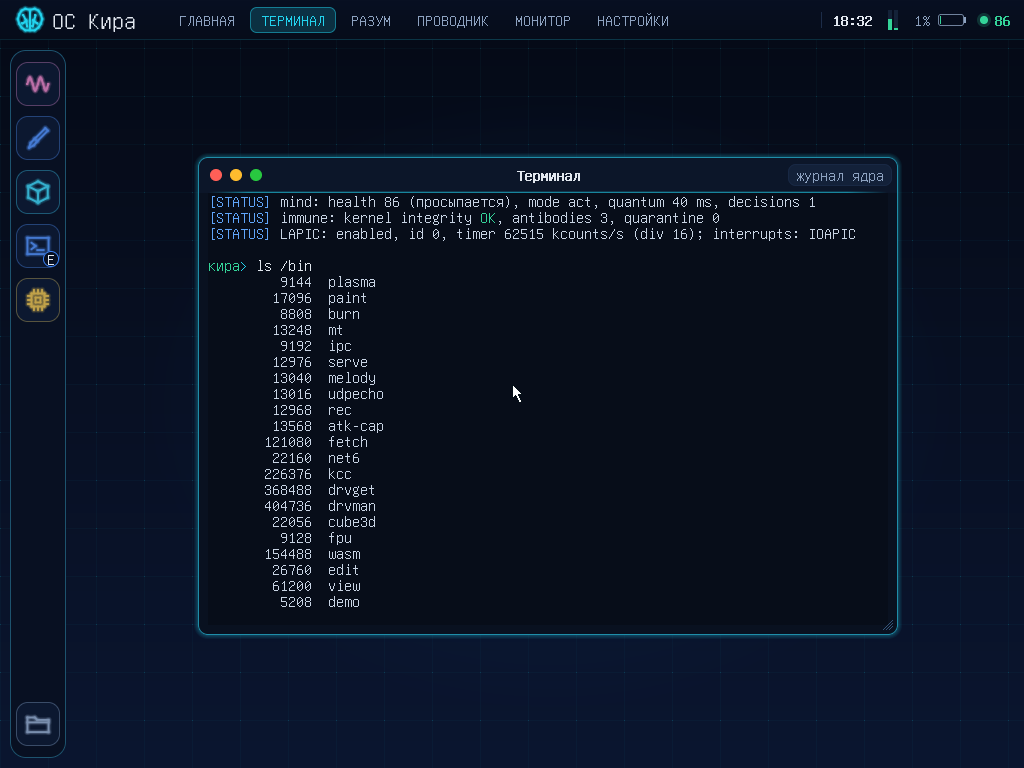 ОС Кира ГЛАВНАЯ ТЕРМИНАЛ РАЗУМ ПРОВОДНИК МОНИТОР НАСТРОЙКИ 18:32 1% 86
E
Терминал журнал ядра
[STATUS] mind: health 86 (просыпается), mode act, quantum 40 ms, decisions 1
[STATUS] immune: kernel integrity OK, antibodies 3, quarantine 0
[STATUS] LAPIC: enabled, id 0, timer 62515 kcounts/s (div 16); interrupts: IOAPIC
кира> ls /bin
9144 plasma
17096 paint
8808 burn
13248 mt
9192 ipc
12976 serve
13040 melody
13016 udpecho
12968 rec
13568 atk-cap
121080 fetch
22160 net6
226376 kcc
368488 drvget
404736 drvman
22056 cube3d
9128 fpu
154488 wasm
26760 edit
61200 view
5208 demo